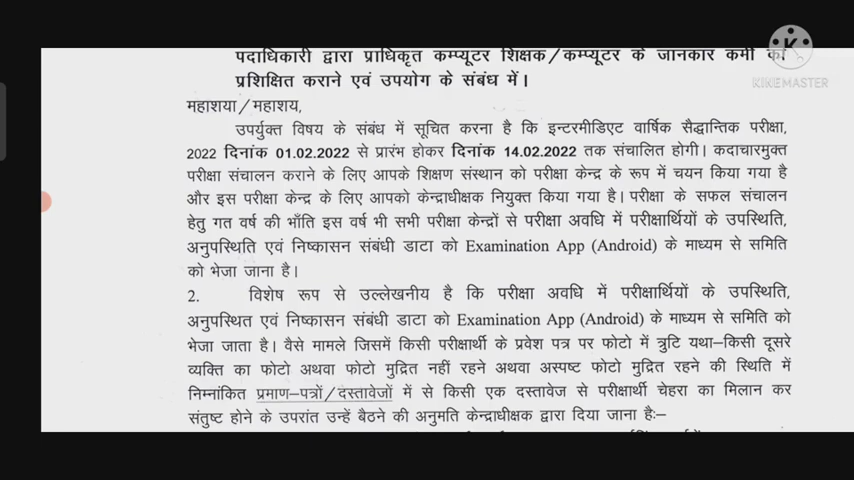 पदाधिकारी द्वारा प्राधिकृत कम्प्यूटर शिक्षक/कम्प्यूटर के जानकार कर्मी को
प्रशिक्षित कराने एवं उपयोग के संबंध में।
KINEMASTER
महाशया/महाशय,
उपर्युक्त विषय के संबंध में सूचित करना है कि इन्टरमीडिएट वार्षिक सैद्धान्तिक परीक्षा,
2022 दिनांक 01.02.2022 से प्रारंभ होकर दिनांक 14.02.2022 तक संचालित होगी। कदाचारमुक्त
परीक्षा संचालन कराने के लिए आपके शिक्षण संस्थान को परीक्षा केन्द्र के रूप में चयन किया गया है
और इस परीक्षा केन्द्र के लिए आपको केन्द्राधीक्षक नियुक्त किया गया है। परीक्षा के सफल संचालन
हेतु गत वर्ष की भाँति इस वर्ष भी सभी परीक्षा केन्द्रों से परीक्षा अवधि में परीक्षार्थियों के उपस्थिति,
अनुपस्थिति एवं निष्कासन संबंधी डाटा को Examination App (Android) के माध्यम से समिति
को भेजा जाना है।
2. विशेष रूप से उल्लेखनीय है कि परीक्षा अवधि में परीक्षार्थियों के उपस्थिति,
अनुपस्थित एवं निष्कासन संबंधी डाटा को Examination App (Android) के माध्यम से समिति को
भेजा जाता है। वैसे मामले जिसमें किसी परीक्षार्थी के प्रवेश पत्र पर फोटो में त्रुटि यथा–किसी दूसरे
व्यक्ति का फोटो अथवा फोटो मुद्रित नहीं रहने अथवा अस्पष्ट फोटो मुद्रित रहने की स्थिति में
निम्नांकित प्रमाण–पत्रों/दस्तावेजों में से किसी एक दस्तावेज से परीक्षार्थी चेहरा का मिलान कर
संतुष्ट होने के उपरांत उन्हें बैठने की अनुमति केन्द्राधीक्षक द्वारा दिया जाना है:–